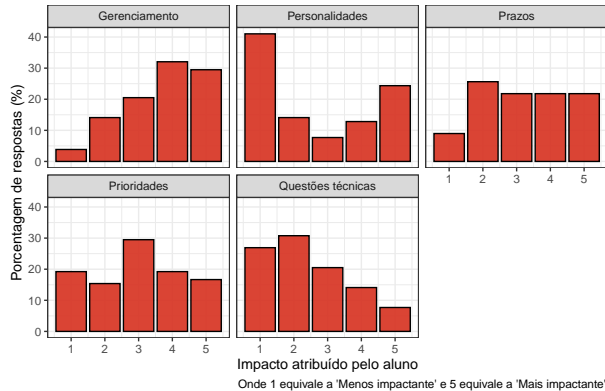 Gerenciamento
Personalidades
Prazos
Porcentagem de respostas (%)
40
30
20
10
0
1 2 3 4 5
Prioridades
Questões técnicas
40
30
20
10
0
1 2 3 4 5
1 2 3 4 5
Impacto atribuído pelo aluno
Onde 1 equivale a 'Menos impactante' e 5 equivale a 'Mais impactante'